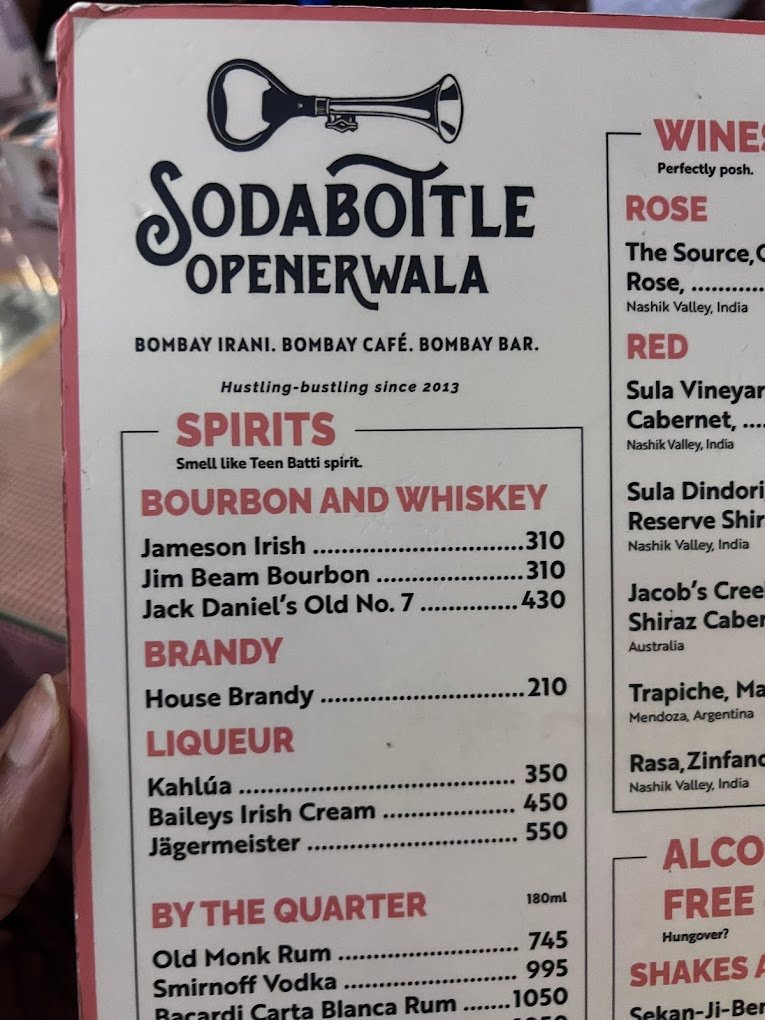 SODABOTTLE
OPENERWALA
BOMBAY IRANI. BOMBAY CAFÉ. BOMBAY BAR.
Hustling-bustling since 2013
SPIRITS
Smell like Teen Batti spirit.
BOURBON AND WHISKEY
Jameson Irish ..............................310
Jim Beam Bourbon .....................310
Jack Daniel's Old No. 7 ..............430
BRANDY
House Brandy .............................210
LIQUEUR
Kahlúa ....................................... 350
Baileys Irish Cream .................. 450
Jägermeister .............................. 550
BY THE QUARTER 180ml
Old Monk Rum .......................... 745
Smirnoff Vodka ......................... 995
Bacardi Carta Blanca Rum .......1050
WINES
Perfectly posh.
ROSE
The Source,
Rose, ...........
Nashik Valley, India
RED
Sula Vineyar
Cabernet, ....
Nashik Valley, India
Sula Dindori
Reserve Shir
Nashik Valley, India
Jacob's Cree
Shiraz Caber
Australia
Trapiche, Ma
Mendoza, Argentina
Rasa,Zinfand
Nashik Valley, India
ALCO
FREE
Hungover?
SHAKES A
Sekan-Ji-Ber